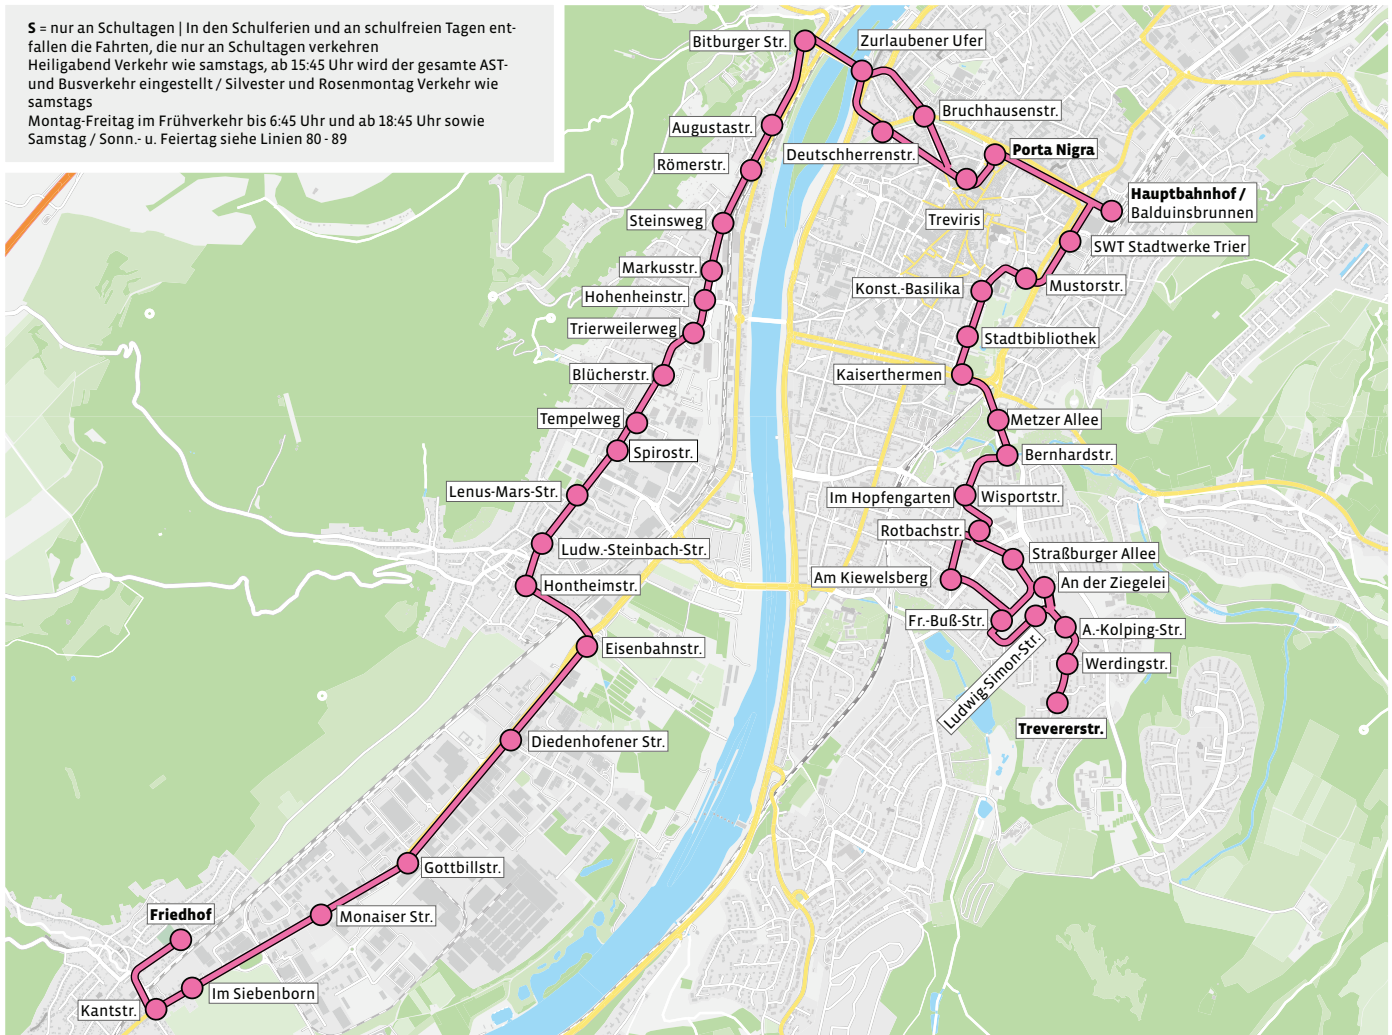 S = nur an Schultagen | In den Schulferien und an schulfreien Tagen ent-
fallen die Fahrten, die nur an Schultagen verkehren
Heiligabend Verkehr wie samstags, ab 15:45 Uhr wird der gesamte AST-
und Busverkehr eingestellt / Silvester und Rosenmontag Verkehr wie
samstags
Montag-Freitag im Frühverkehr bis 6:45 Uhr und ab 18:45 Uhr sowie
Samstag / Sonn.- u. Feiertag siehe Linien 80 - 89
Bitburger Str.
Zurlaubener Ufer
Bruchhausenstr.
Augustastr.
Deutschherrenstr.
Porta Nigra
Römerstr.
Hauptbahnhof /
Balduinsbrunnen
Steinsweg
Treviris
SWT Stadtwerke Trier
Markusstr.
Mustorstr.
Konst.-Basilika
Hohenheinstr.
Trierweilerweg
Stadtbibliothek
Blücherstr.
Kaiserthermen
Tempelweg
Metzer Allee
Spirostr.
Bernhardstr.
Lenus-Mars-Str.
Im Hopfengarten
Wisportstr.
Rotbachstr.
Ludw.-Steinbach-Str.
Straßburger Allee
Hontheimstr.
Am Kiewelsberg
An der Ziegelei
Fr.-Buß-Str.
A.-Kolping-Str.
Eisenbahnstr.
Ludwig-Simon-Str.
Werdingstr.
Trevererstr.
Diedenhofener Str.
Gottbillstr.
Friedhof
Monaiser Str.
Im Siebenborn
Kantstr.